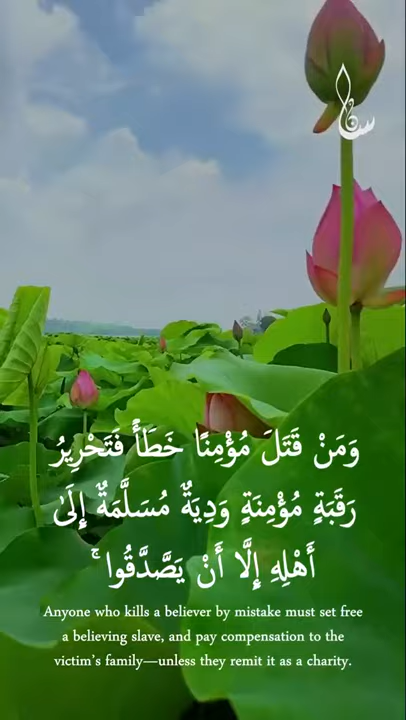 وَمَنْ قَتَلَ مُؤْمِنًا خَطَأً فَتَحْرِيرُ
رَقَبَةٍ مُؤْمِنَةٍ وَدِيَةٌ مُسَلَّمَةٌ إِلَىٰ
أَهْلِهِ إِلَّا أَنْ يَصَّدَّقُوا ۚ
Anyone who kills a believer by mistake must set free
a believing slave, and pay compensation to the
victim’s family—unless they remit it as a charity.